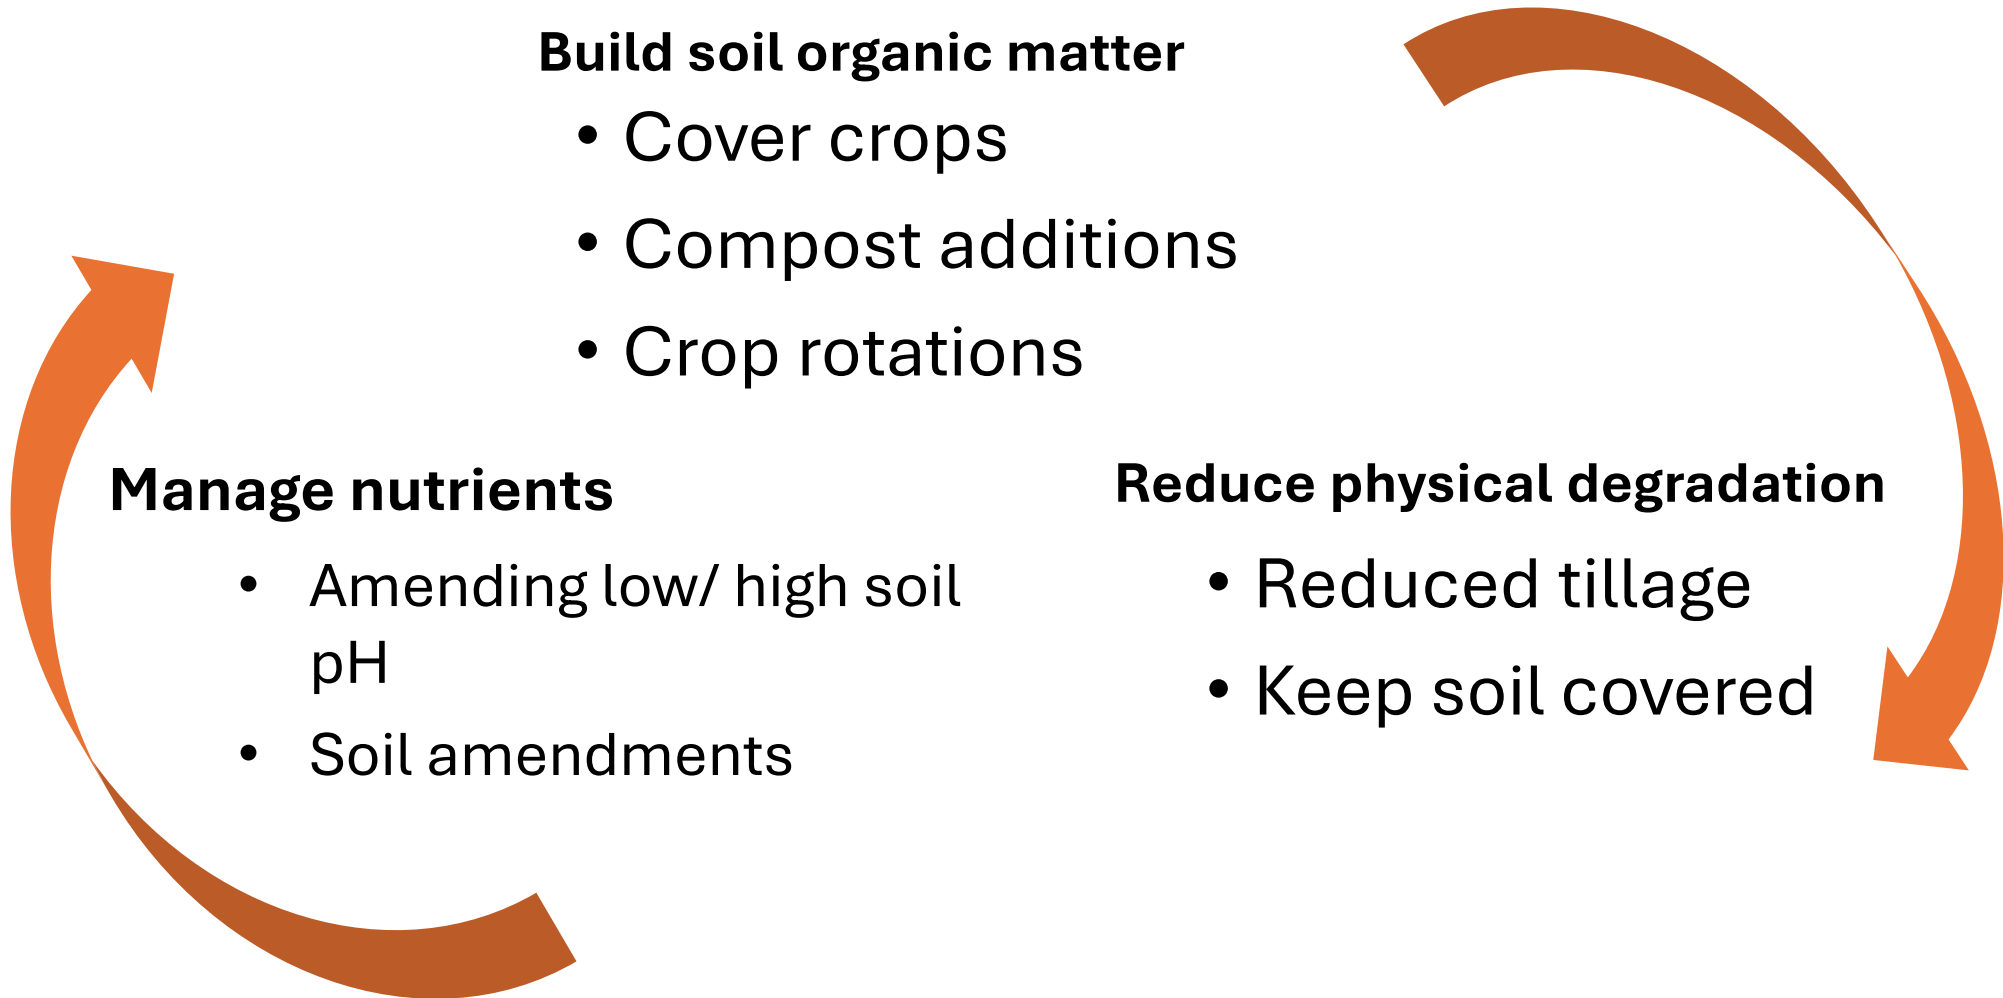 Build soil organic matter
• Cover crops
• Compost additions
• Crop rotations
Manage nutrients
• Amending low/ high soil
pH
• Soil amendments
Reduce physical degradation
• Reduced tillage
• Keep soil covered